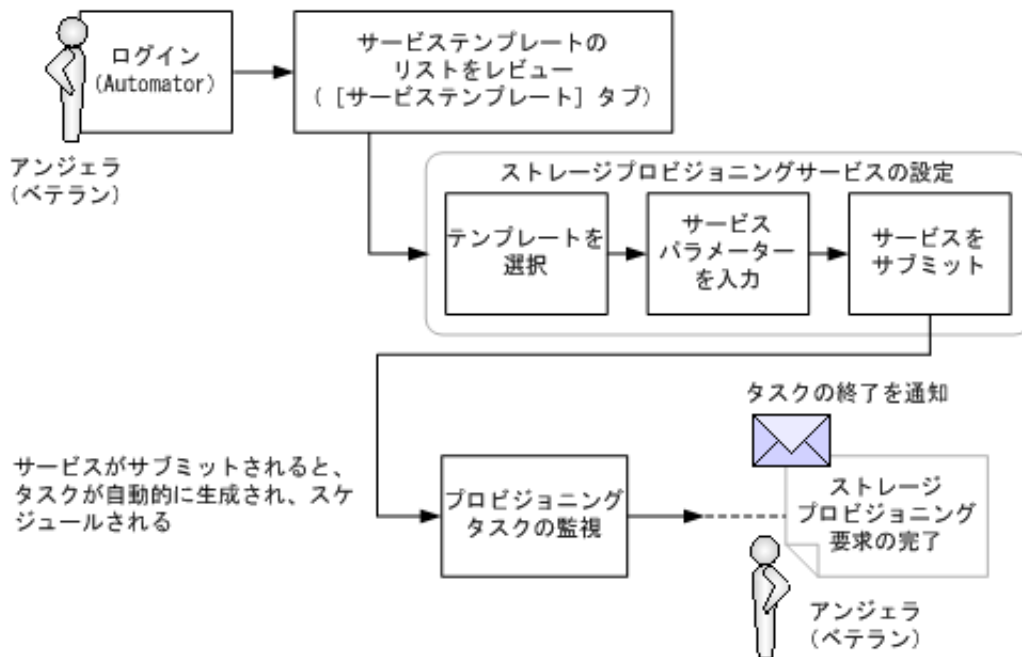 ログイン
(Automator)
サービステンプレートの
リストをレビュー
（［サービステンプレート］タブ）
アンジェラ
(ベテラン)
ストレージプロビジョニングサービスの設定
テンプレートを
選択
サービス
パラメーター
を入力
サービスを
サブミット
タスクの終了を通知
サービスがサブミットされると、
タスクが自動的に生成され、スケ
ジュールされる
プロビジョニング
タスクの監視
ストレージ
プロビジョニング
要求の完了
アンジェラ
(ベテラン)